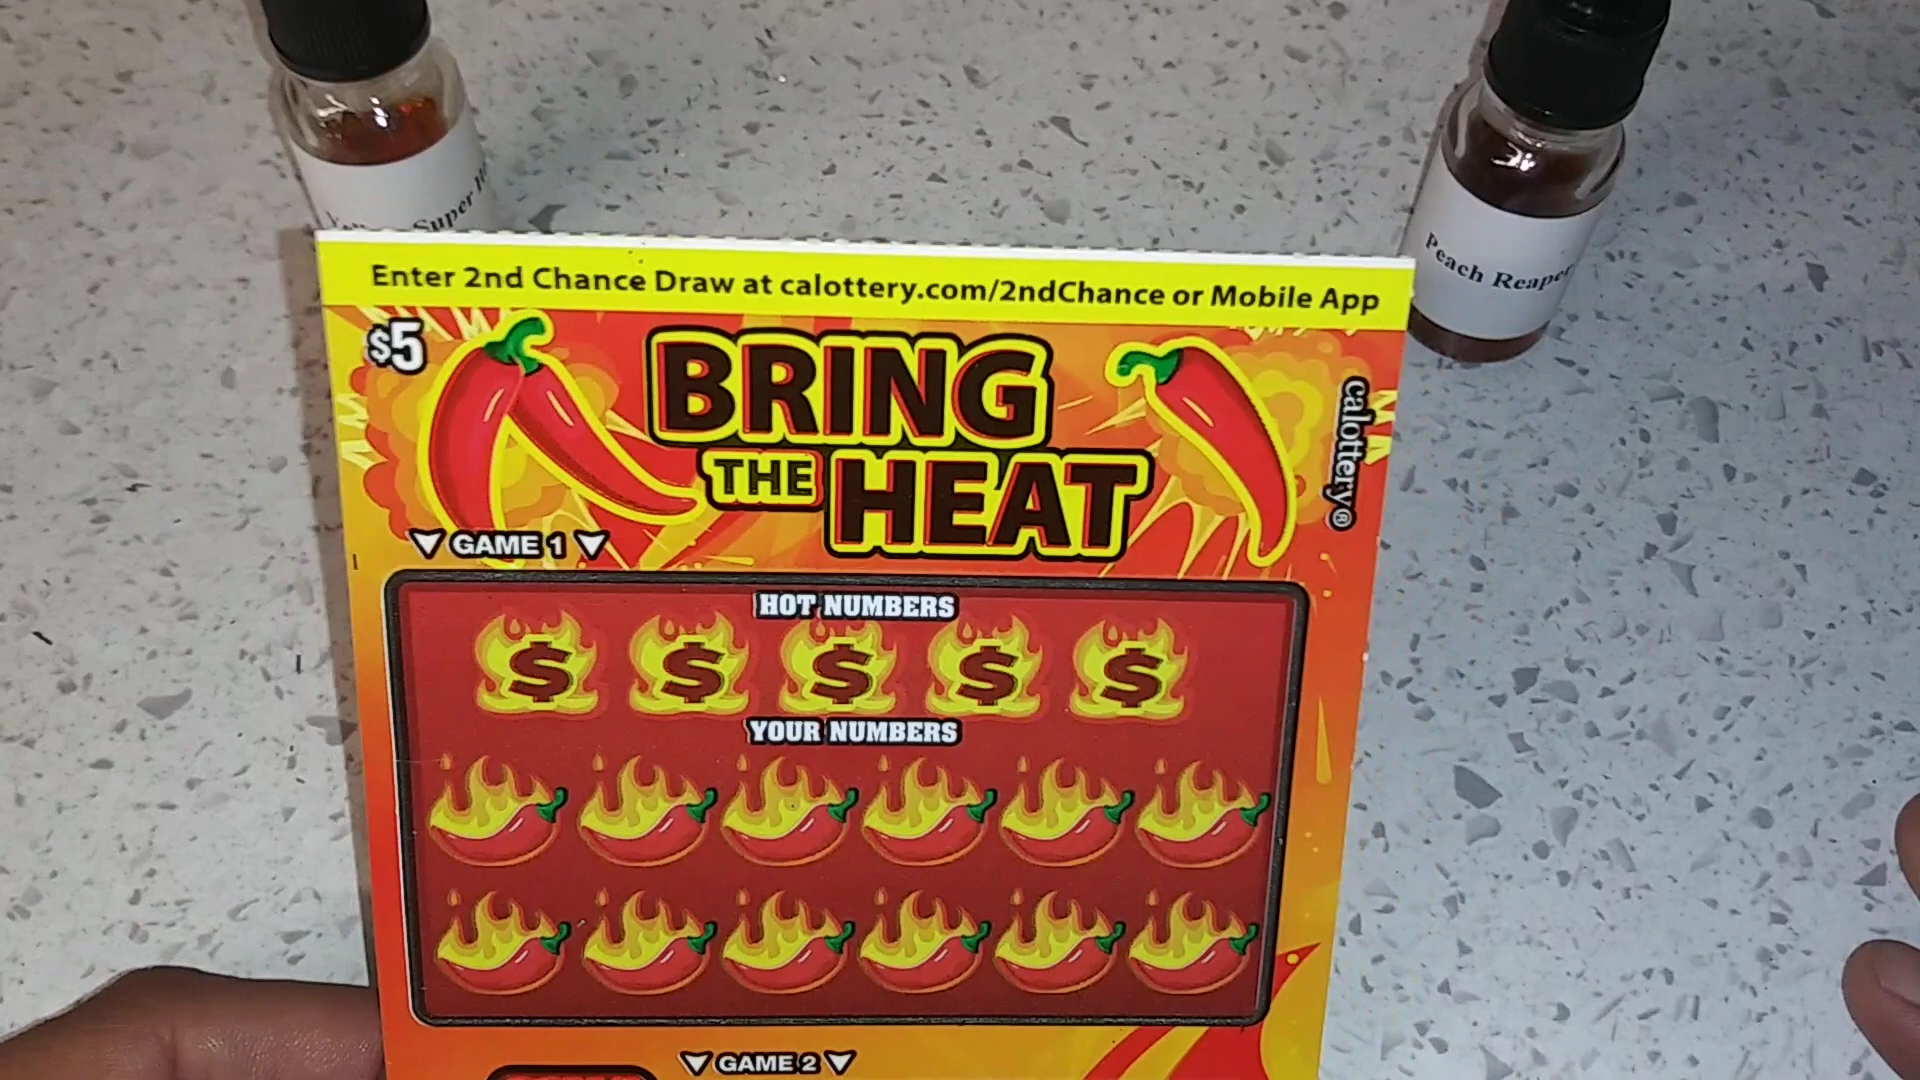 Super
Peach Reaper
Enter 2nd Chance Draw at calottery.com/2ndChance or Mobile App
$5
BRING
THE HEAT
calottery®
GAME 1
HOT NUMBERS
$ $ $ $ $
YOUR NUMBERS
GAME 2